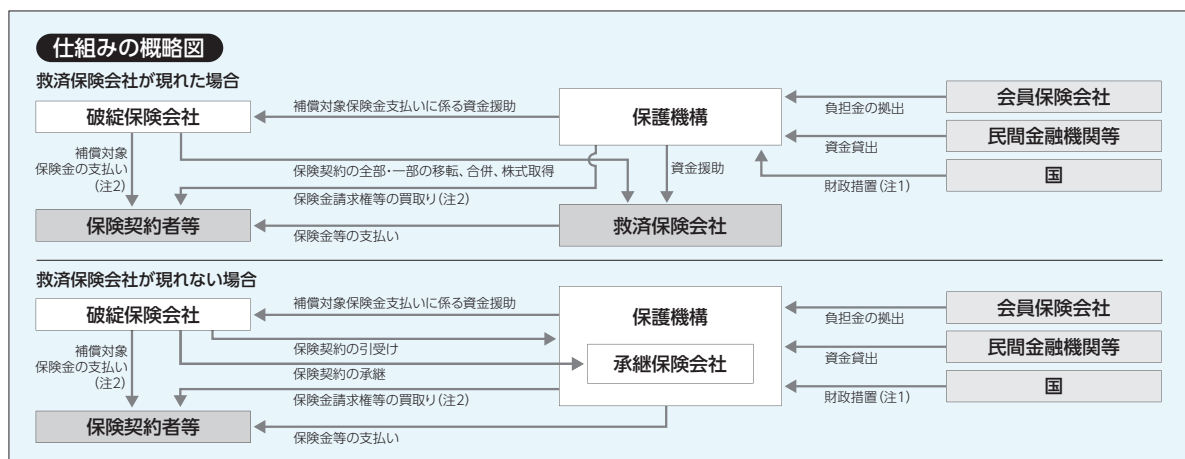 仕組みの概略図
救済保険会社が現れた場合
破綻保険会社
補償対象保険金支払いに係る資金援助
保護機構
負担金の拠出
会員保険会社
民間金融機関等
資金貸出
国
財政措置(注1)
補償対象
保険金の支払い
(注2)
保険契約の全部・一部の移転、合併、株式取得
資金援助
保険金請求権等の買取り(注2)
保険契約者等
保険金等の支払い
救済保険会社
救済保険会社が現れない場合
破綻保険会社
補償対象保険金支払いに係る資金援助
保護機構
負担金の拠出
会員保険会社
民間金融機関等
資金貸出
国
財政措置(注1)
補償対象
保険金の支払い
(注2)
保険契約の引受け
承継保険会社
保険契約の承継
保険金請求権等の買取り(注2)
保険契約者等
保険金等の支払い